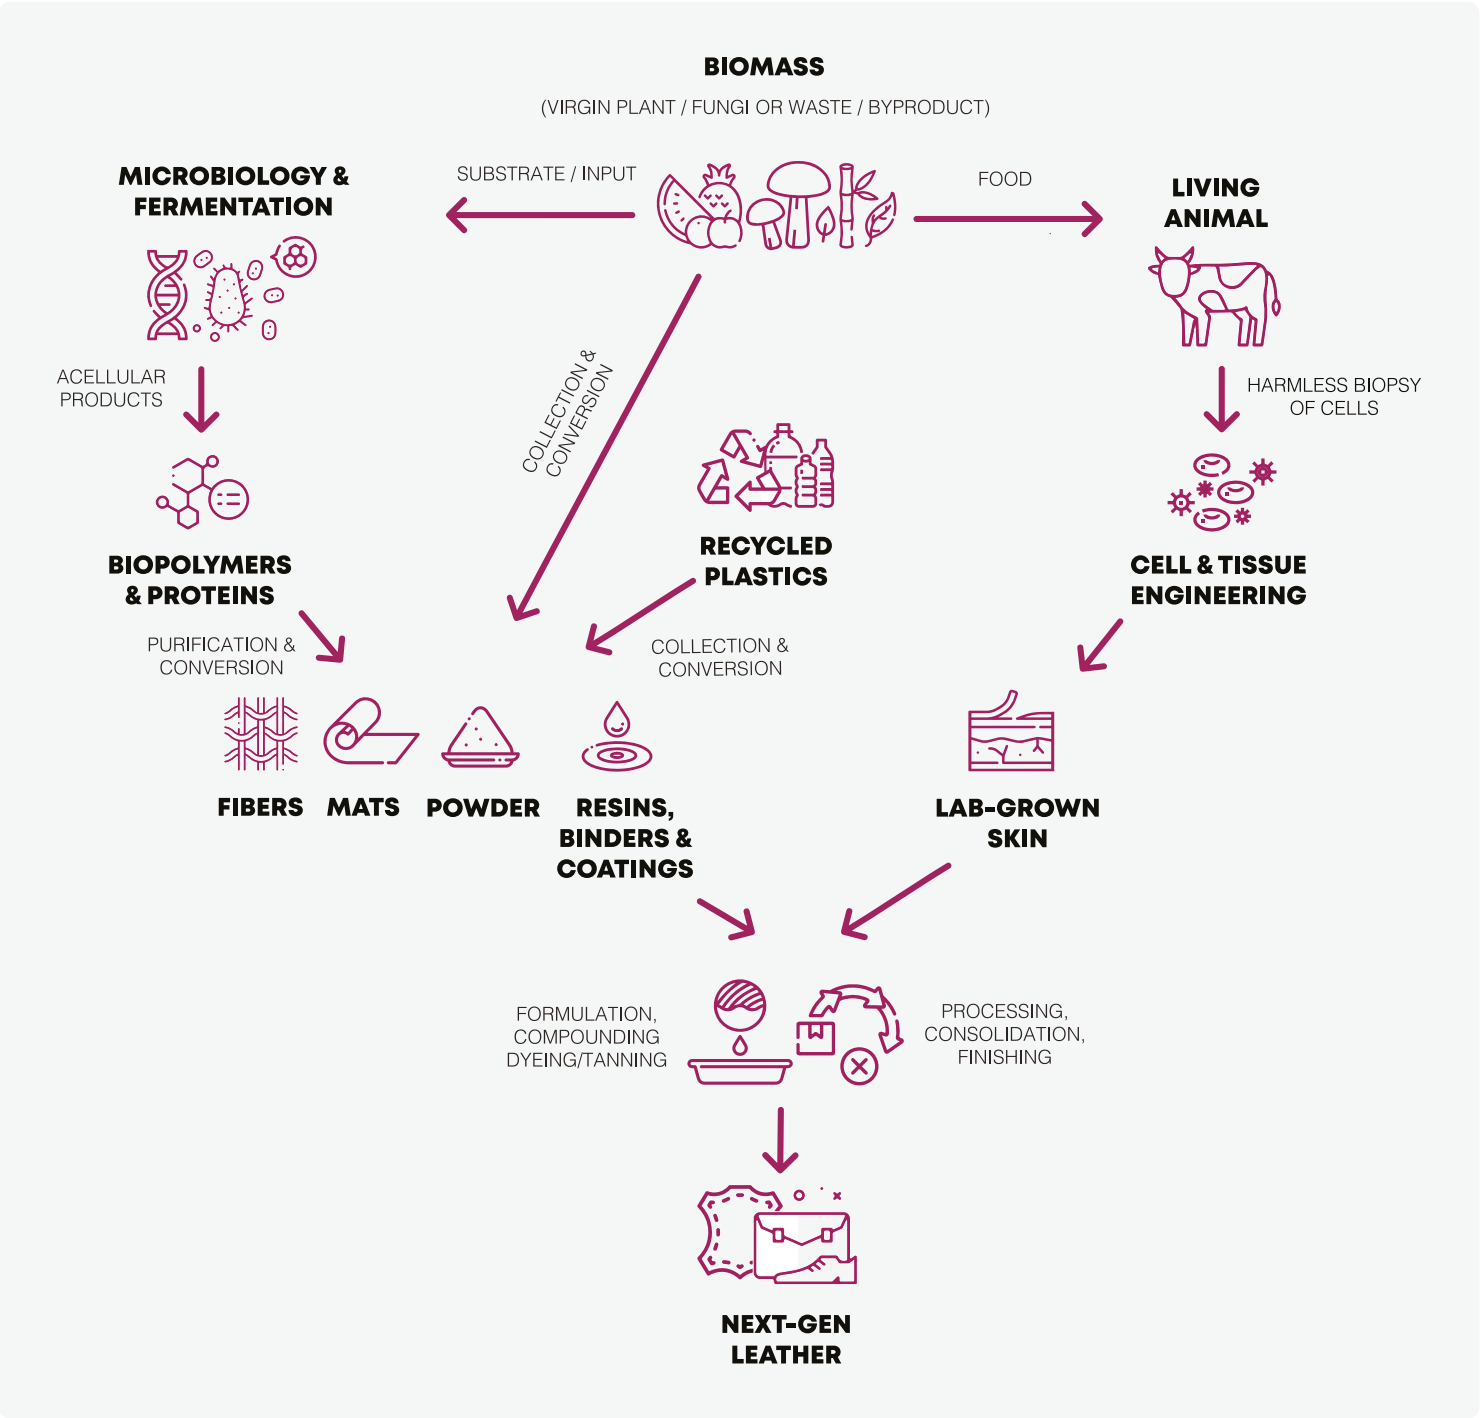 BIOMASS
(VIRGIN PLANT / FUNGI OR WASTE / BYPRODUCT)
MICROBIOLOGY &
FERMENTATION
SUBSTRATE / INPUT
FOOD
LIVING
ANIMAL
ACELLULAR
PRODUCTS
COLLECTION &
CONVERSION
HARMLESS BIOPSY
OF CELLS
BIOPOLYMERS
& PROTEINS
RECYCLED
PLASTICS
CELL & TISSUE
ENGINEERING
PURIFICATION &
CONVERSION
COLLECTION &
CONVERSION
FIBERS
MATS
POWDER
RESINS,
BINDERS &
COATINGS
LAB-GROWN
SKIN
FORMULATION,
COMPOUNDING
DYEING/TANNING
PROCESSING,
CONSOLIDATION,
FINISHING
NEXT-GEN
LEATHER